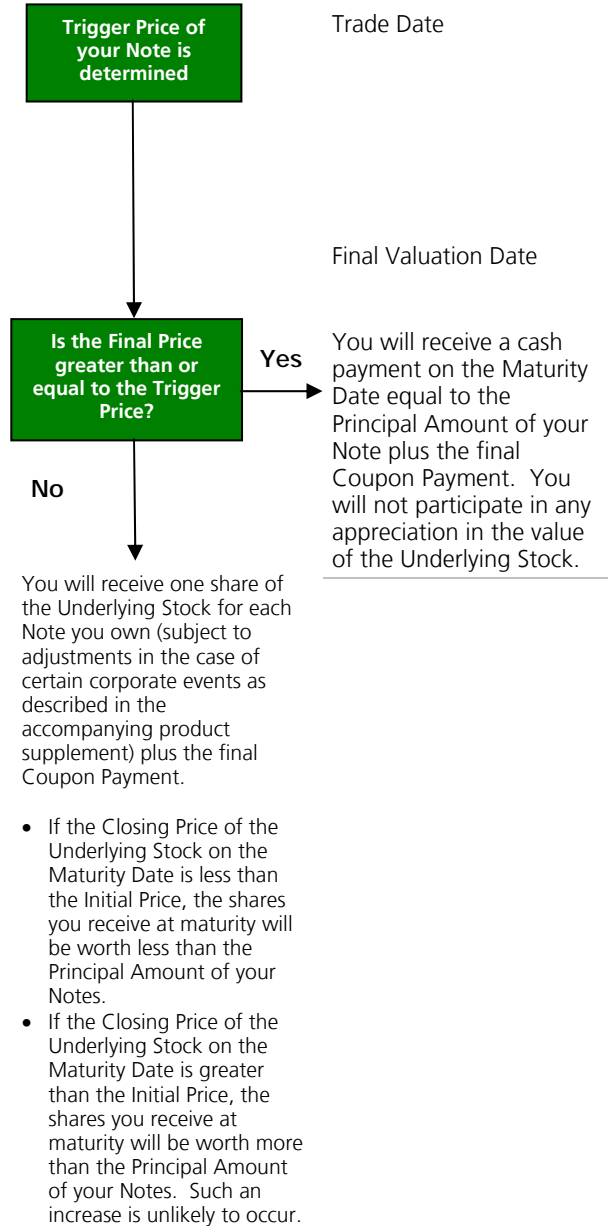 Trigger Price of
your Note is
determined
Trade Date
Final Valuation Date
Is the Final Price
greater than or
equal to the Trigger
Price?
Yes
You will receive a cash
payment on the Maturity
Date equal to the
Principal Amount of your
Note plus the final
Coupon Payment.  You
will not participate in any
appreciation in the value
of the Underlying Stock.
No
You will receive one share of
the Underlying Stock for each
Note you own (subject to
adjustments in the case of
certain corporate events as
described in the
accompanying product
supplement) plus the final
Coupon Payment.
• If the Closing Price of the
Underlying Stock on the
Maturity Date is less than
the Initial Price, the shares
you receive at maturity will
be worth less than the
Principal Amount of your
Notes.
• If the Closing Price of the
Underlying Stock on the
Maturity Date is greater
than the Initial Price, the
shares you receive at
maturity will be worth more
than the Principal Amount
of your Notes.  Such an
increase is unlikely to occur.